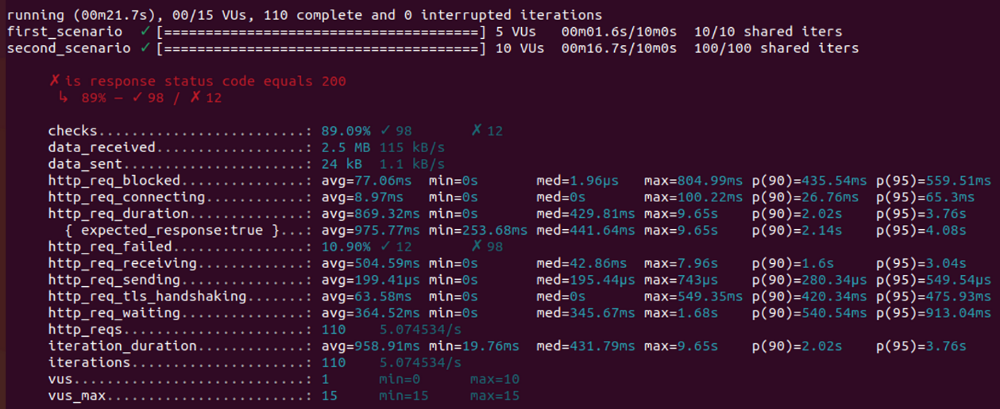 running (00m21.7s), 00/15 VUs, 110 complete and 0 interrupted iterations
first_scenario  ✓ [======================================] 5 VUs   00m01.6s/10m0s  10/10 shared iters
second_scenario ✓ [======================================] 10 VUs  00m16.7s/10m0s  100/100 shared iters
✗ is response status code equals 200
↳  89% — ✓ 98 / ✗ 12
checks.........................: 89.09% ✓ 98       ✗ 12
data_received..................: 2.5 MB 115 kB/s
data_sent......................: 24 kB  1.1 kB/s
http_req_blocked...............: avg=77.06ms  min=0s       med=1.96µs   max=804.99ms p(90)=435.54ms p(95)=559.51ms
http_req_connecting............: avg=8.97ms   min=0s       med=0s       max=100.22ms p(90)=26.76ms  p(95)=65.3ms
http_req_duration..............: avg=869.32ms min=0s       med=429.81ms max=9.65s    p(90)=2.02s    p(95)=3.76s
{ expected_response:true }...: avg=975.77ms min=253.68ms med=441.64ms max=9.65s    p(90)=2.14s    p(95)=4.08s
http_req_failed................: 10.90% ✓ 12       ✗ 98
http_req_receiving.............: avg=504.59ms min=0s       med=42.86ms  max=7.96s    p(90)=1.6s     p(95)=3.04s
http_req_sending...............: avg=199.41µs min=0s       med=195.44µs max=743µs    p(90)=280.34µs p(95)=549.54µs
http_req_tls_handshaking.......: avg=63.58ms  min=0s       med=0s       max=549.35ms p(90)=420.34ms p(95)=475.93ms
http_req_waiting...............: avg=364.52ms min=0s       med=345.67ms max=1.68s    p(90)=540.54ms p(95)=913.04ms
http_reqs......................: 110    5.074534/s
iteration_duration.............: avg=958.91ms min=19.76ms  med=431.79ms max=9.65s    p(90)=2.02s    p(95)=3.76s
iterations.....................: 110    5.074534/s
vus............................: 1      min=0      max=10
vus_max........................: 15     min=15     max=15